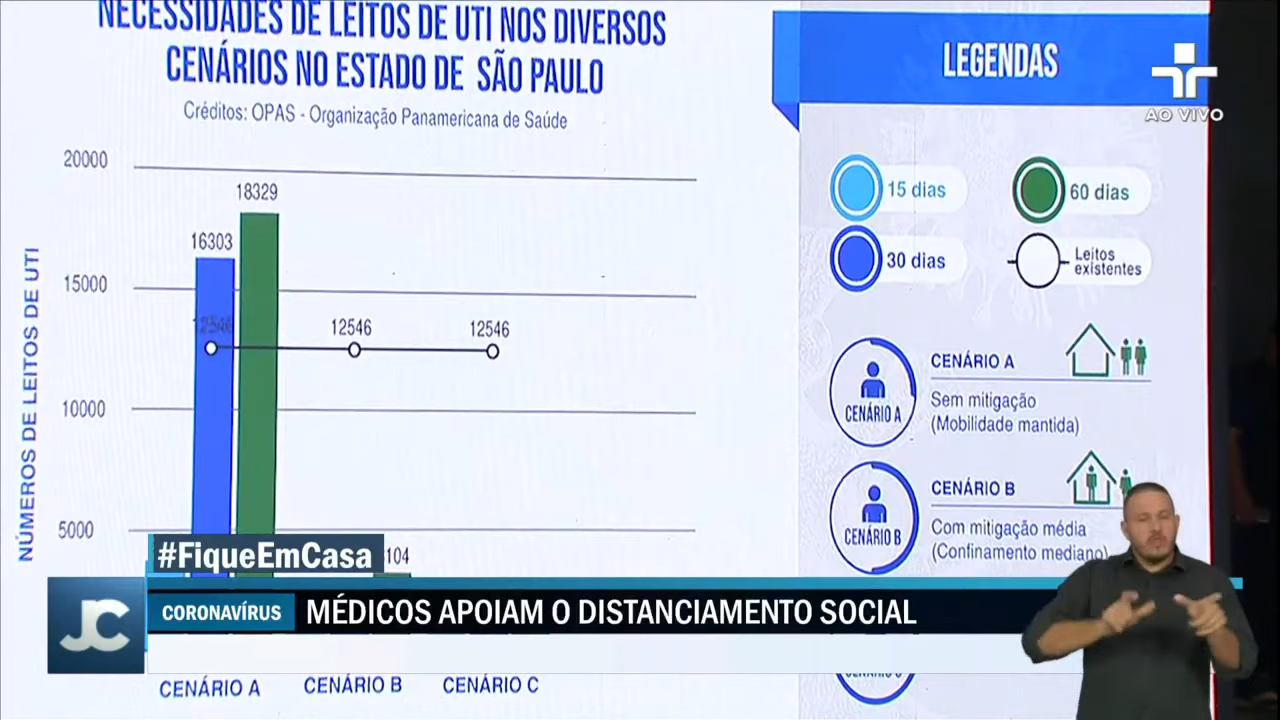 NECESSIDADES DE LEITOS DE UTI NOS DIVERSOS
CENÁRIOS NO ESTADO DE SÃO PAULO
Créditos: OPAS - Organização Panamericana de Saúde
NÚMEROS DE LEITOS DE UTI
20000
15000
10000
5000
18329
16303
12546
12546
12546
104
CENÁRIO A
CENÁRIO B
CENÁRIO C
LEGENDAS
AO VIVO
15 dias
60 dias
30 dias
Leitos
existentes
CENÁRIO A
CENÁRIO A
Sem mitigação
(Mobilidade mantida)
CENÁRIO B
CENÁRIO B
Com mitigação média
(Confinamento mediano)
#FiqueEmCasa
JC
CORONAVÍRUS
MÉDICOS APOIAM O DISTANCIAMENTO SOCIAL